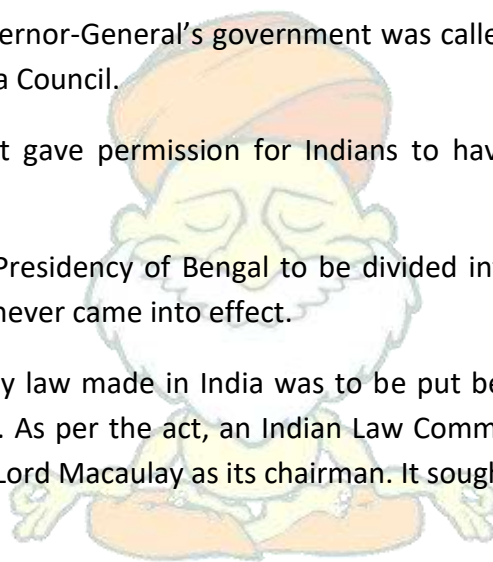 ernor-General’s government was calle
a Council.
t gave permission for Indians to hav
Presidency of Bengal to be divided in
never came into effect.
y law made in India was to be put be
. As per the act, an Indian Law Comm
Lord Macaulay as its chairman. It sough